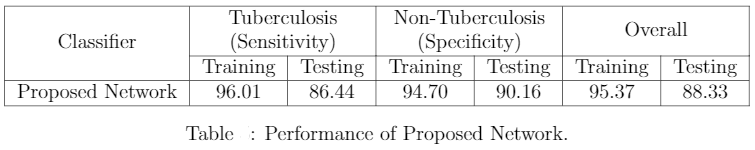 Classifier Tuberculosis (Sensitivity) Non-Tuberculosis (Specificity) Overall
Training Testing Training Testing Training Testing
Proposed Network 96.01 86.44 94.70 90.16 95.37 88.33
Table : Performance of Proposed Network.